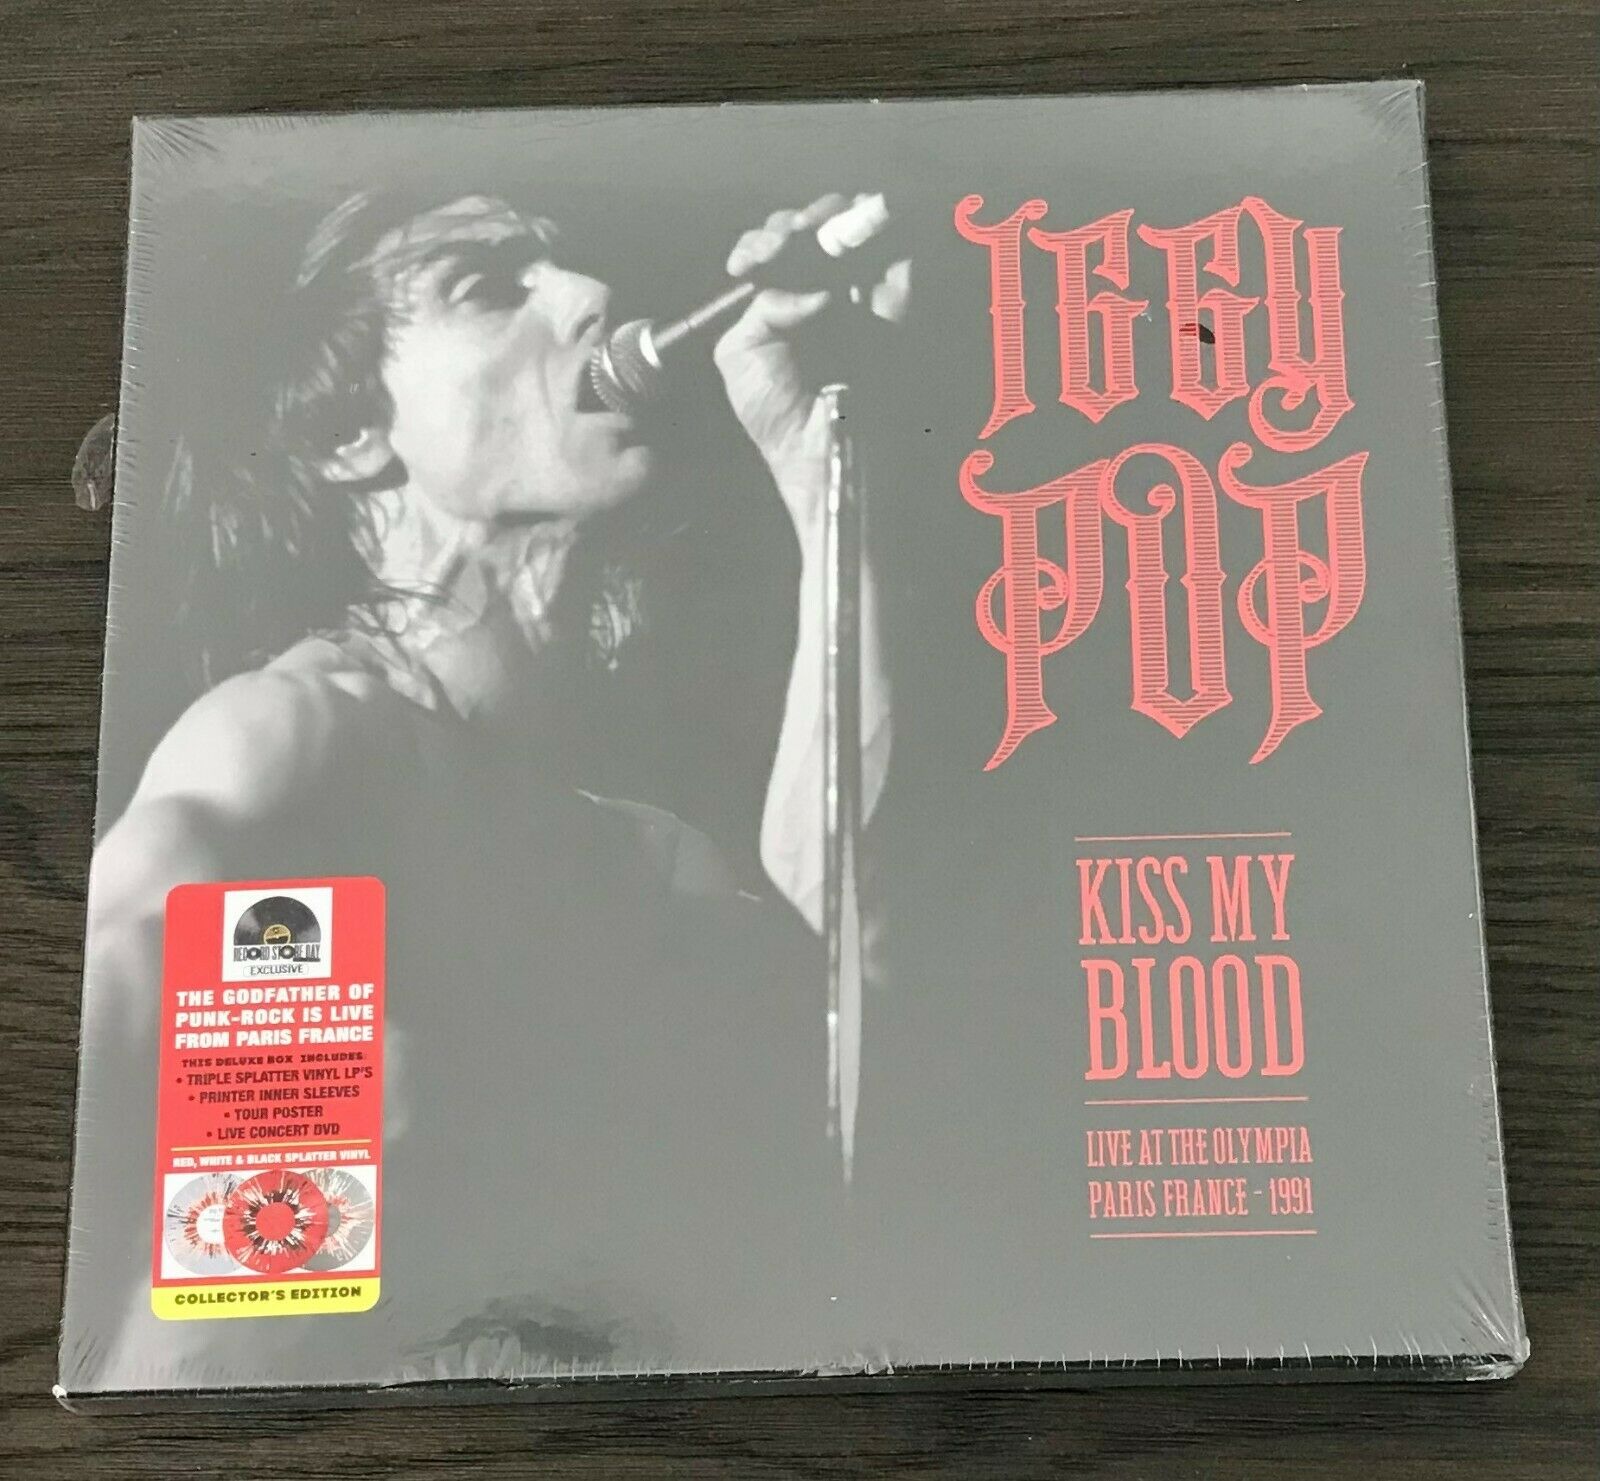 IGGY
POP
KISS MY
BLOOD
LIVE AT THE OLYMPIA
PARIS FRANCE - 1991
RECORD STORE DAY
EXCLUSIVE
THE GODFATHER OF
PUNK-ROCK IS LIVE
FROM PARIS FRANCE
THIS DELUXE BOX INCLUDES:
• TRIPLE SPLATTER VINYL LP'S
• PRINTER INNER SLEEVES
• TOUR POSTER
• LIVE CONCERT DVD
RED, WHITE & BLACK SPLATTER VINYL
COLLECTOR'S EDITION